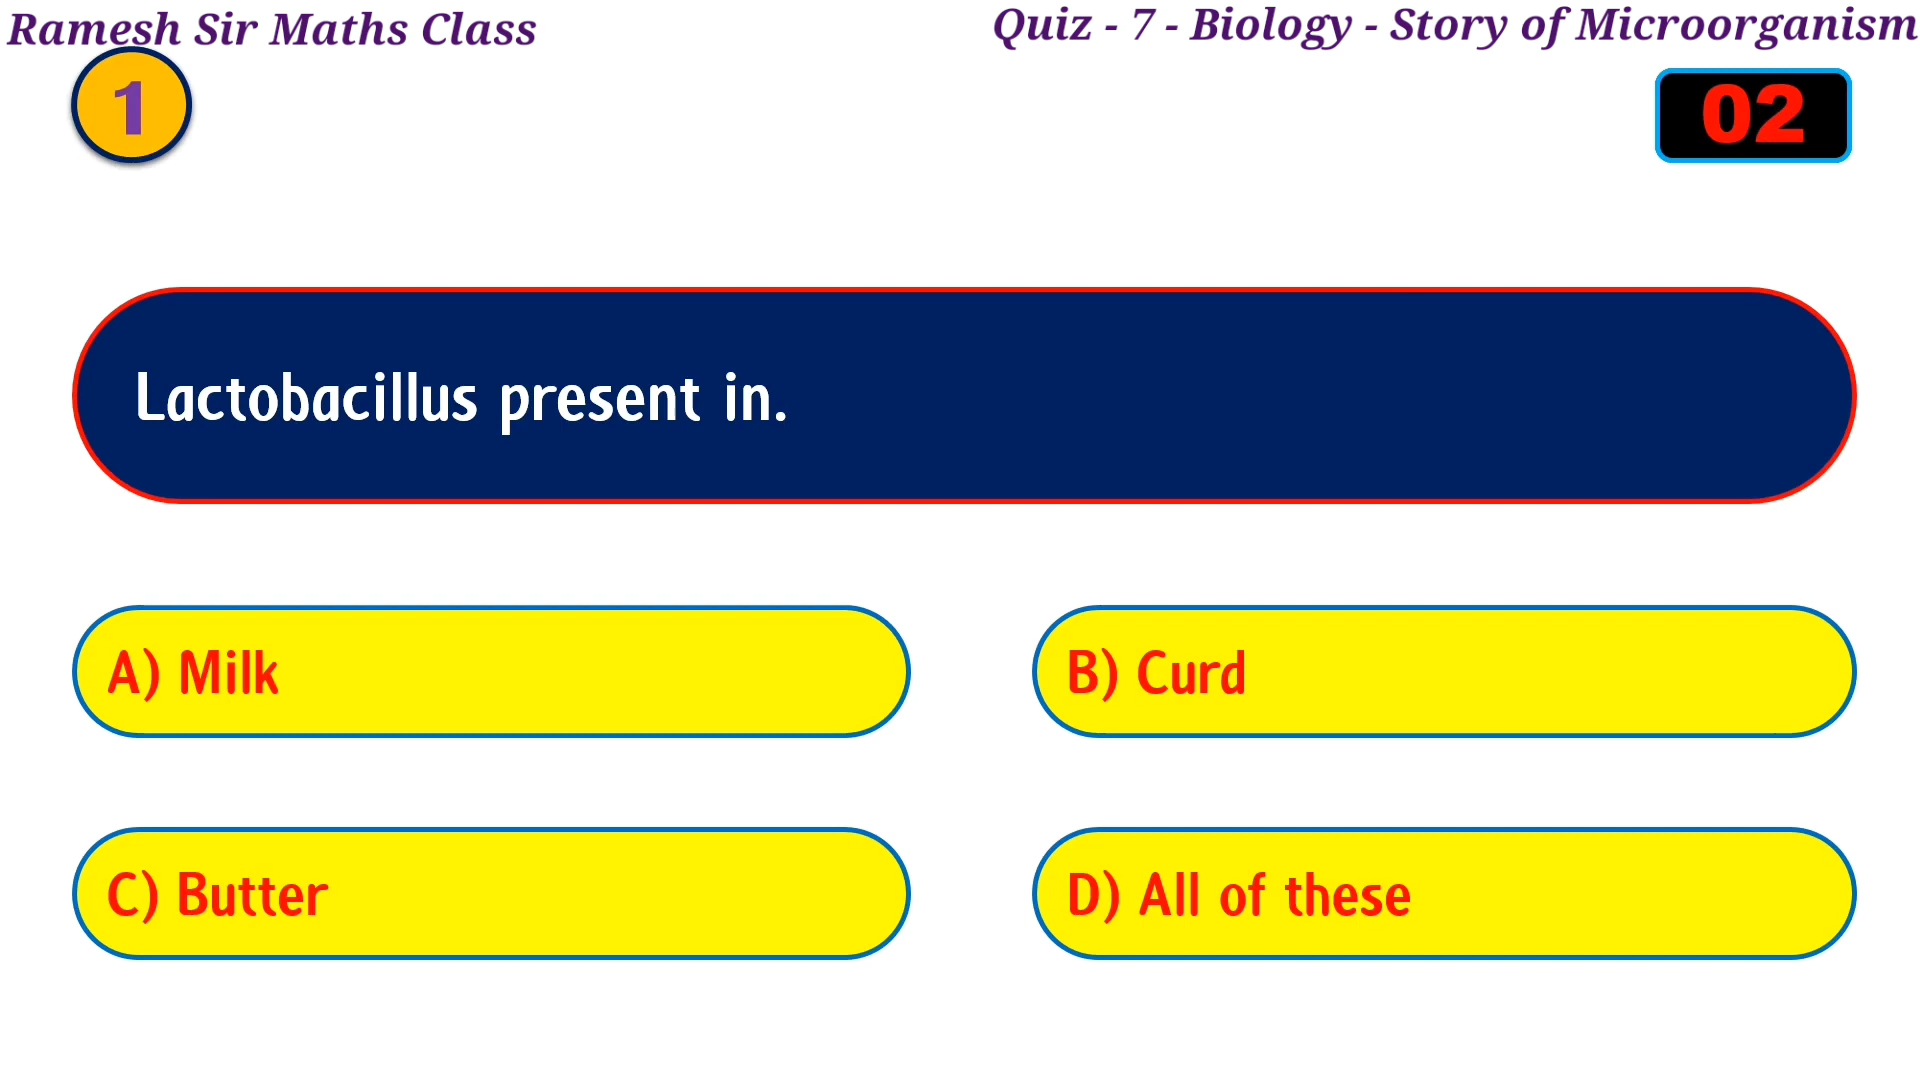 Ramesh Sir Maths Class
Quiz - 7 - Biology - Story of Microorganism
1
02
Lactobacillus present in.
A) Milk
B) Curd
C) Butter
D) All of these